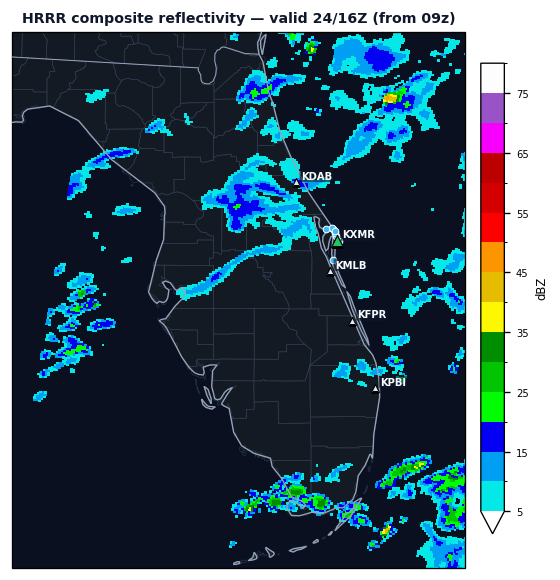 HRRR composite reflectivity — valid 24/16Z (from 09z)
KDAB
KXMR
KMLB
KFPR
KPBI
75
65
55
45
35
25
15
5
dBZ